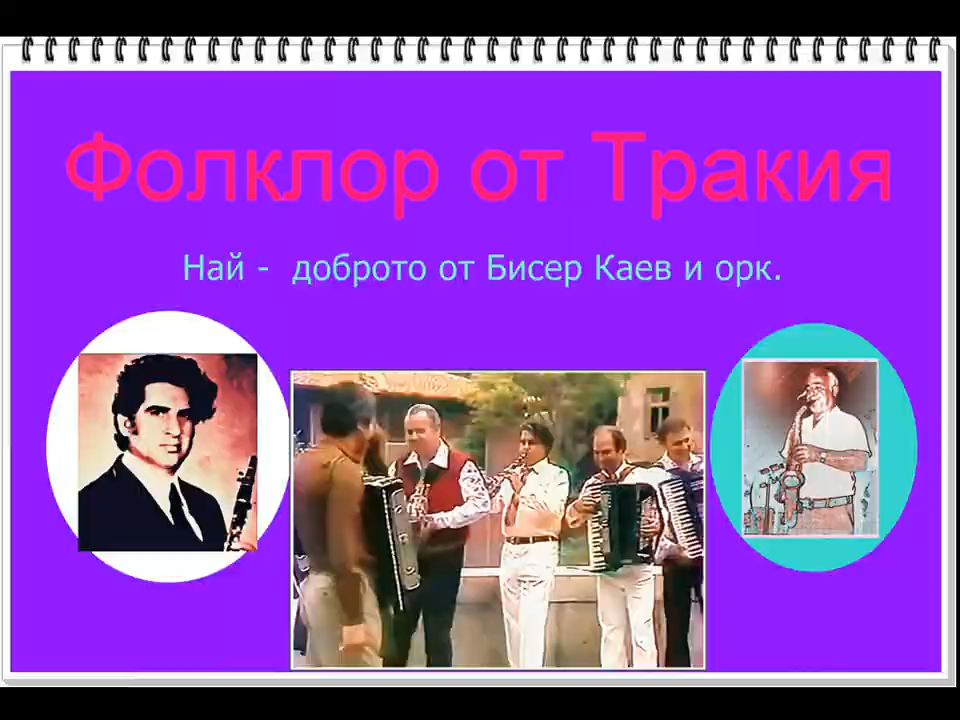 Фолклор от Тракия
Най -  доброто от Бисер Каев и орк.